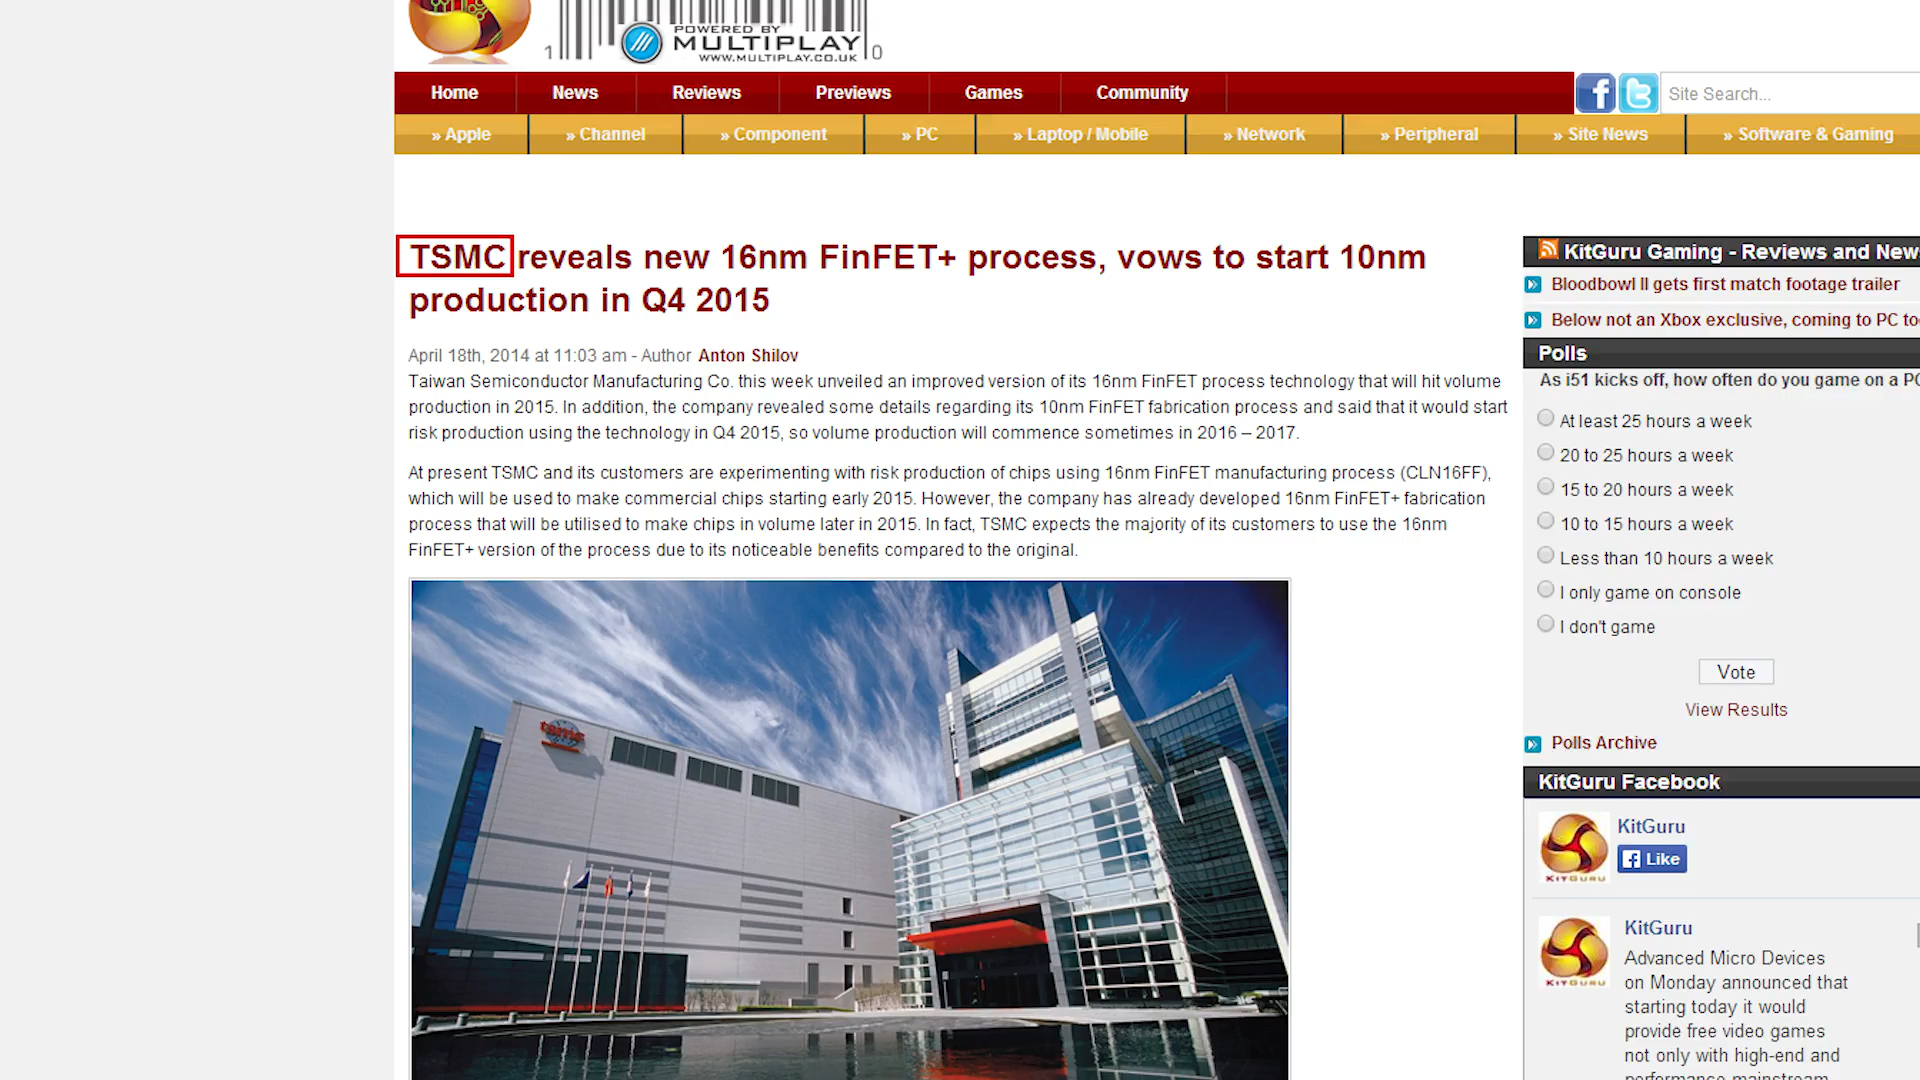 1 POWERED BY
MULTIPLAY 0
WWW.MULTIPLAY.CO.UK
Home News Reviews Previews Games Community Site Search...
» Apple » Channel » Component » PC » Laptop / Mobile » Network » Peripheral » Site News » Software & Gaming
TSMC reveals new 16nm FinFET+ process, vows to start 10nm
production in Q4 2015
April 18th, 2014 at 11:03 am - Author Anton Shilov
Taiwan Semiconductor Manufacturing Co. this week unveiled an improved version of its 16nm FinFET process technology that will hit volume
production in 2015. In addition, the company revealed some details regarding its 10nm FinFET fabrication process and said that it would start
risk production using the technology in Q4 2015, so volume production will commence sometimes in 2016 – 2017.
At present TSMC and its customers are experimenting with risk production of chips using 16nm FinFET manufacturing process (CLN16FF),
which will be used to make commercial chips starting early 2015. However, the company has already developed 16nm FinFET+ fabrication
process that will be utilised to make chips in volume later in 2015. In fact, TSMC expects the majority of its customers to use the 16nm
FinFET+ version of the process due to its noticeable benefits compared to the original.
tsmc
KitGuru Gaming - Reviews and News
Bloodbowl II gets first match footage trailer
Below not an Xbox exclusive, coming to PC to
Polls
As i51 kicks off, how often do you game on a PC
At least 25 hours a week
20 to 25 hours a week
15 to 20 hours a week
10 to 15 hours a week
Less than 10 hours a week
I only game on console
I don't game
Vote
View Results
Polls Archive
KitGuru Facebook
KitGuru
KitGuru
Like
KitGuru
KitGuru
Advanced Micro Devices
on Monday announced that
starting today it would
provide free video games
not only with high-end and
performance mainstream